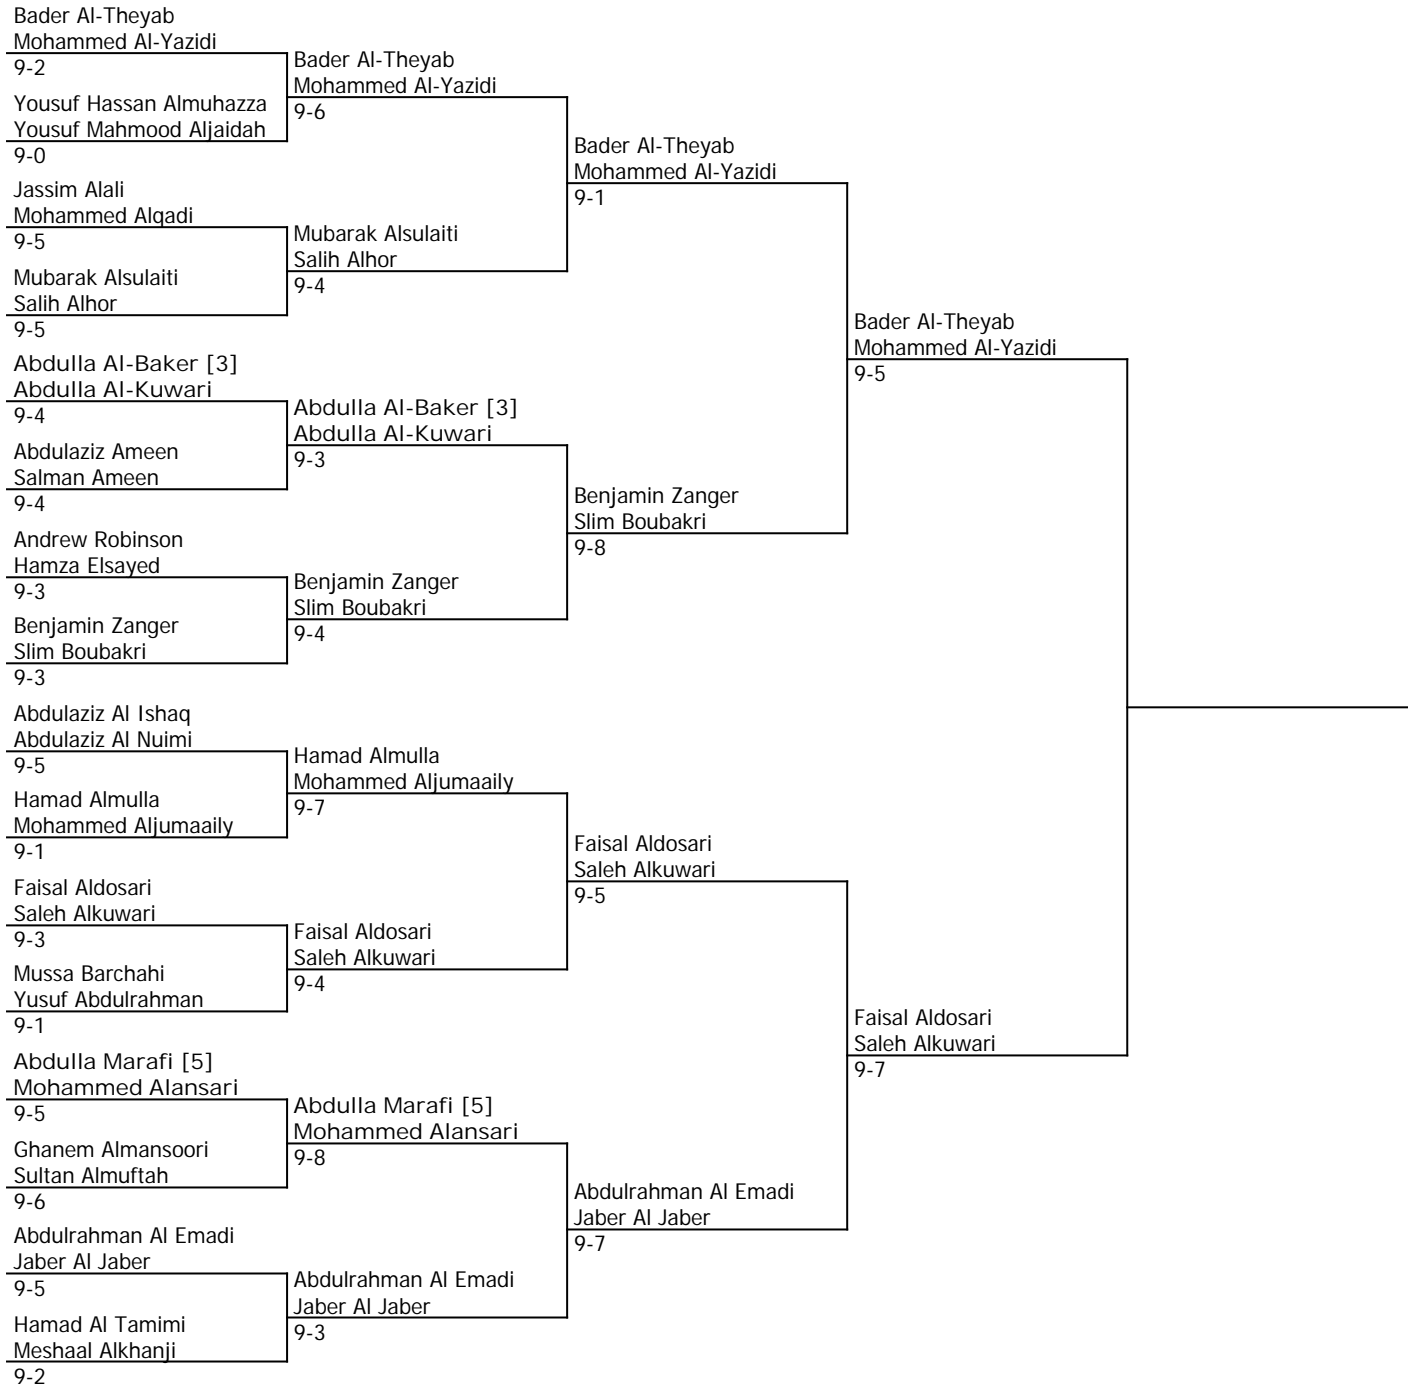 Bader Al-Theyab
Mohammed Al-Yazidi
9-2
Yousuf Hassan Almuhazza
Yousuf Mahmood Aljaidah
9-0
Jassim Alali
Mohammed Alqadi
9-5
Mubarak Alsulaiti
Salih Alhor
9-5
Abdulla Al-Baker [3]
Abdulla Al-Kuwari
9-4
Abdulaziz Ameen
Salman Ameen
9-4
Andrew Robinson
Hamza Elsayed
9-3
Benjamin Zanger
Slim Boubakri
9-3
Abdulaziz Al Ishaq
Abdulaziz Al Nuimi
9-5
Hamad Almulla
Mohammed Aljumaaily
9-1
Faisal Aldosari
Saleh Alkuwari
9-3
Mussa Barchahi
Yusuf Abdulrahman
9-1
Abdulla Marafi [5]
Mohammed Alansari
9-5
Ghanem Almansoori
Sultan Almuftah
9-6
Abdulrahman Al Emadi
Jaber Al Jaber
9-5
Hamad Al Tamimi
Meshaal Alkhanji
9-2
Bader Al-Theyab
Mohammed Al-Yazidi
9-6
Mubarak Alsulaiti
Salih Alhor
9-4
Abdulla Al-Baker [3]
Abdulla Al-Kuwari
9-3
Benjamin Zanger
Slim Boubakri
9-4
Hamad Almulla
Mohammed Aljumaaily
9-7
Faisal Aldosari
Saleh Alkuwari
9-4
Abdulla Marafi [5]
Mohammed Alansari
9-8
Abdulrahman Al Emadi
Jaber Al Jaber
9-3
Bader Al-Theyab
Mohammed Al-Yazidi
9-1
Benjamin Zanger
Slim Boubakri
9-8
Faisal Aldosari
Saleh Alkuwari
9-5
Abdulrahman Al Emadi
Jaber Al Jaber
9-7
Bader Al-Theyab
Mohammed Al-Yazidi
9-5
Faisal Aldosari
Saleh Alkuwari
9-7